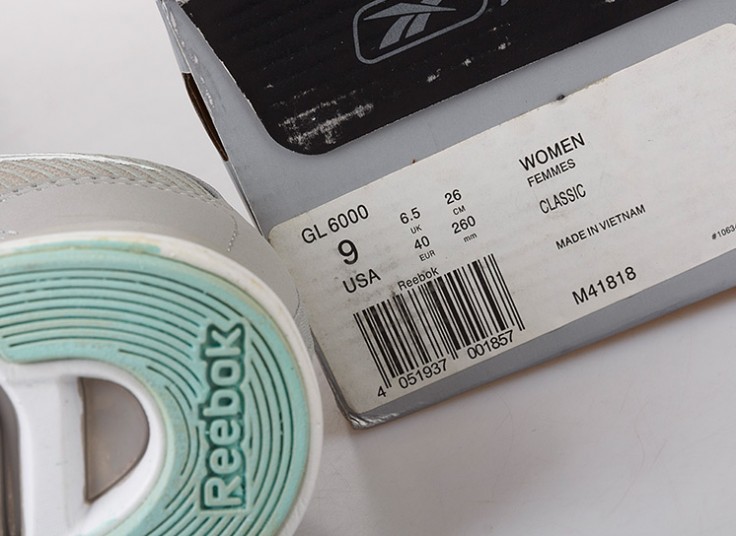 GL 6000
9
USA
6.5
UK
40
EUR
26
CM
260
mm
WOMEN
FEMMES
CLASSIC
MADE IN VIETNAM
M41818
Reebok
4 051937 001857
Reebok